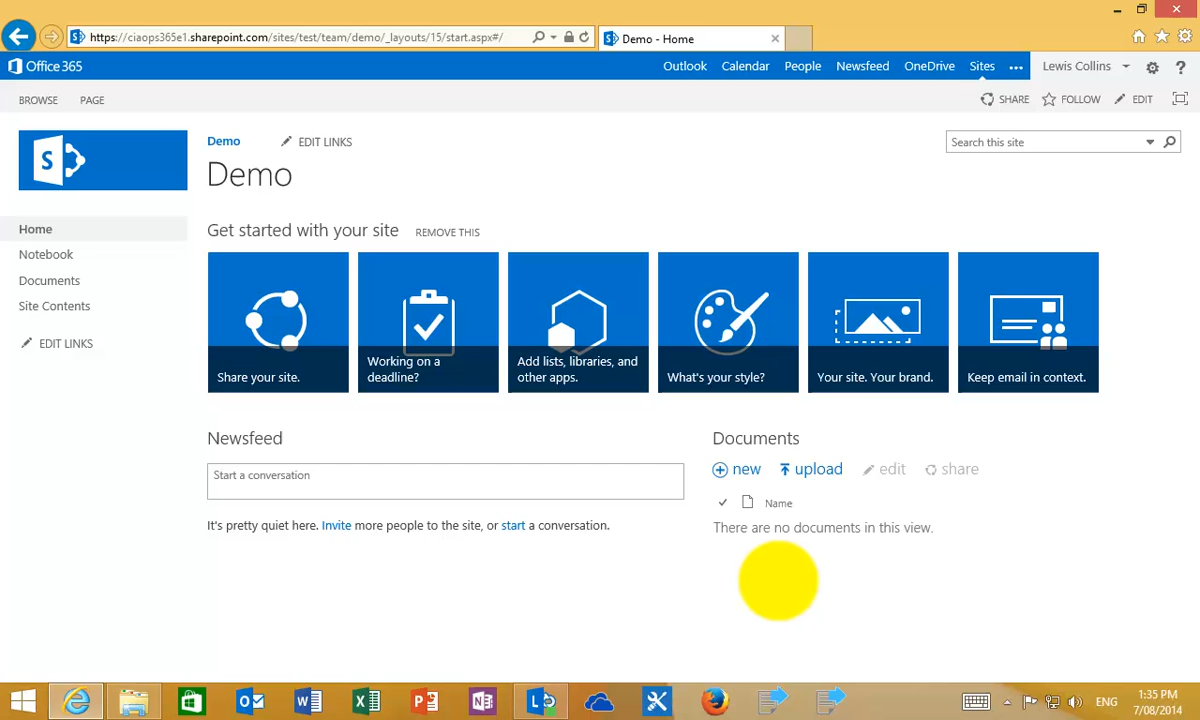 https://ciaops365e1.sharepoint.com/sites/test/team/demo/_layouts/15/start.aspx#/
Demo - Home
Office 365
Outlook Calendar People Newsfeed OneDrive Sites ... Lewis Collins ?
BROWSE PAGE
SHARE FOLLOW EDIT
S
Demo EDIT LINKS
Search this site
Demo
Home
Notebook
Documents
Site Contents
EDIT LINKS
Get started with your site REMOVE THIS
Share your site.
Working on a
deadline?
Add lists, libraries, and
other apps.
What's your style?
Your site. Your brand.
Keep email in context.
Newsfeed
Start a conversation
It's pretty quiet here. Invite more people to the site, or start a conversation.
Documents
new upload edit share
Name
There are no documents in this view.
ENG
1:35 PM
7/08/2014